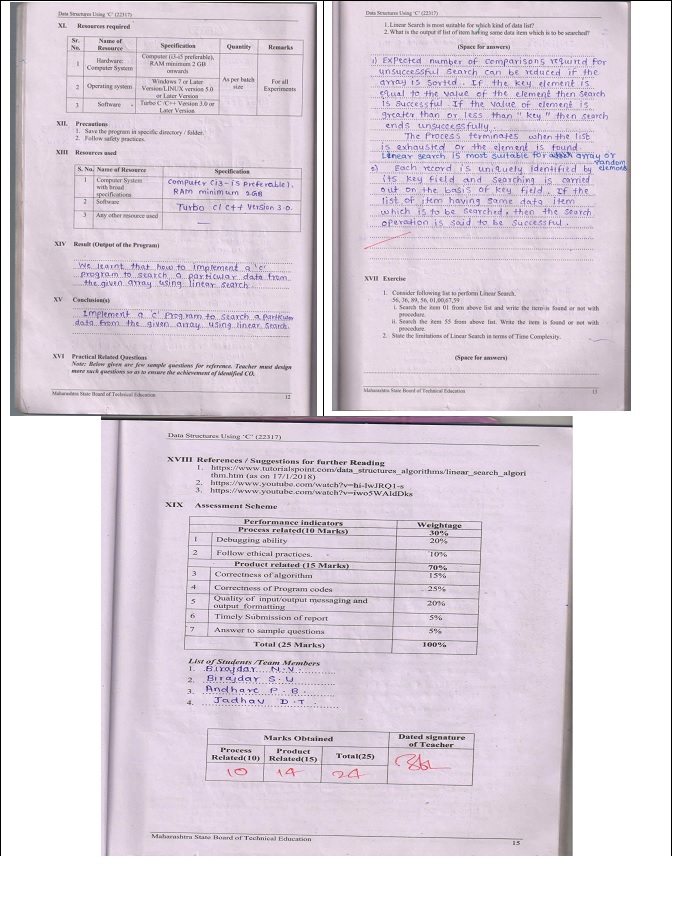 Data Structures Using 'C' (22317)
XI. Resources required
Sr. No. Name of Resource Specification Quantity Remarks
1 Hardware: Computer System Computer (i3-i5 preferable), RAM minimum 2 GB onwards As per batch size For all Experiments
2 Operating system Windows 7 or Later Version/LINUX version 5.0 or Later Version
3 Software Turbo C /C++ Version 3.0 or Later Version
XII. Precautions
1. Save the program in specific directory / folder.
2. Follow safety practices.
XIII Resources used
S. No. Name of Resource Specification
1 Computer System with broad specifications Computer (i3-i5 Preferable), RAM minimum 2GB
2 Software Turbo C/ C++ Version 3.0.
3 Any other resource used
XIV Result (Output of the Program)
We learnt that how to implement a 'c'
program to search a particular data from
the given array using linear search
XV Conclusion(s)
Implement a 'c' Program to search a particular
data from the given array using linear search.
XVI Practical Related Questions
Note: Below given are few sample questions for reference. Teacher must design
more such questions so as to ensure the achievement of identified CO.
Maharashtra State Board of Technical Education 12
Data Structures Using 'C' (22317)
1. Linear Search is most suitable for which kind of data list?
2. What is the output if list of item having same data item which is to be searched?
(Space for answers)
1) Expected number of comparisons required for
unsuccessful search can be reduced if the
array is sorted. If the key element is
equal to the value of the element then search
is successful. If the value of element is
greater than or less than "key" then search
ends unsuccessfully.
The Process terminates when the list
is exhausted or the element is found.
Linear search is most suitable for array or
random element
Each record is uniquely identified by
its key field and searching is carried
out on the basis of key field. If the
list of item having same data item
which is to be searched, then the search
operation is said to be successful.
XVII Exercise
1. Consider following list to perform Linear Search.
56, 36, 89, 56, 01,00,67,59
i. Search the item 01 from above list and write the item is found or not with
procedure.
ii. Search the item 55 from above list. Write the item is found or not with
procedure.
2. State the limitations of Linear Search in terms of Time Complexity.
(Space for answers)
Maharashtra State Board of Technical Education 13
Data Structures Using 'C' (22317)
XVIII References / Suggestions for further Reading
1. https://www.tutorialspoint.com/data_structures_algorithms/linear_search_algori
thm.htm (as on 17/1/2018)
2. https://www.youtube.com/watch?v=hi-IwJRQ1-s
3. https://www.youtube.com/watch?v=iwo5WAldDks
XIX Assessment Scheme
Performance indicators Weightage
Process related(10 Marks) 30%
1 Debugging ability 20%
2 Follow ethical practices. 10%
Product related (15 Marks) 70%
3 Correctness of algorithm 15%
4 Correctness of Program codes 25%
5 Quality of input/output messaging and output formatting 20%
6 Timely Submission of report 5%
7 Answer to sample questions 5%
Total (25 Marks) 100%
List of Students /Team Members
1. Birajdar N.V.
2. Birajdar S.U
3. Andhare P.B
4. Jadhav D.T.
Marks Obtained Dated signature of Teacher
Process Related(10) Product Related(15) Total(25)
10 14 24
Maharashtra State Board of Technical Education 15